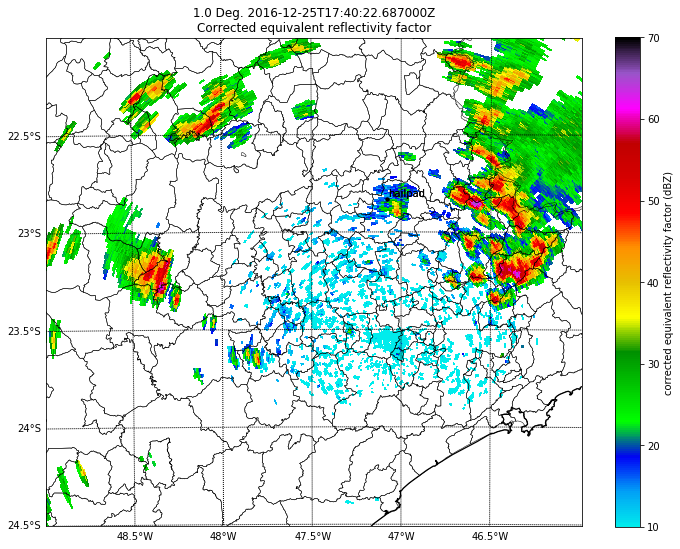 1.0 Deg. 2016-12-25T17:40:22.687000Z
Corrected equivalent reflectivity factor
22.5°S
23°S
23.5°S
24°S
24.5°S
48.5°W
48°W
47.5°W
47°W
46.5°W
70
60
50
40
30
20
10
corrected equivalent reflectivity factor (dBZ)